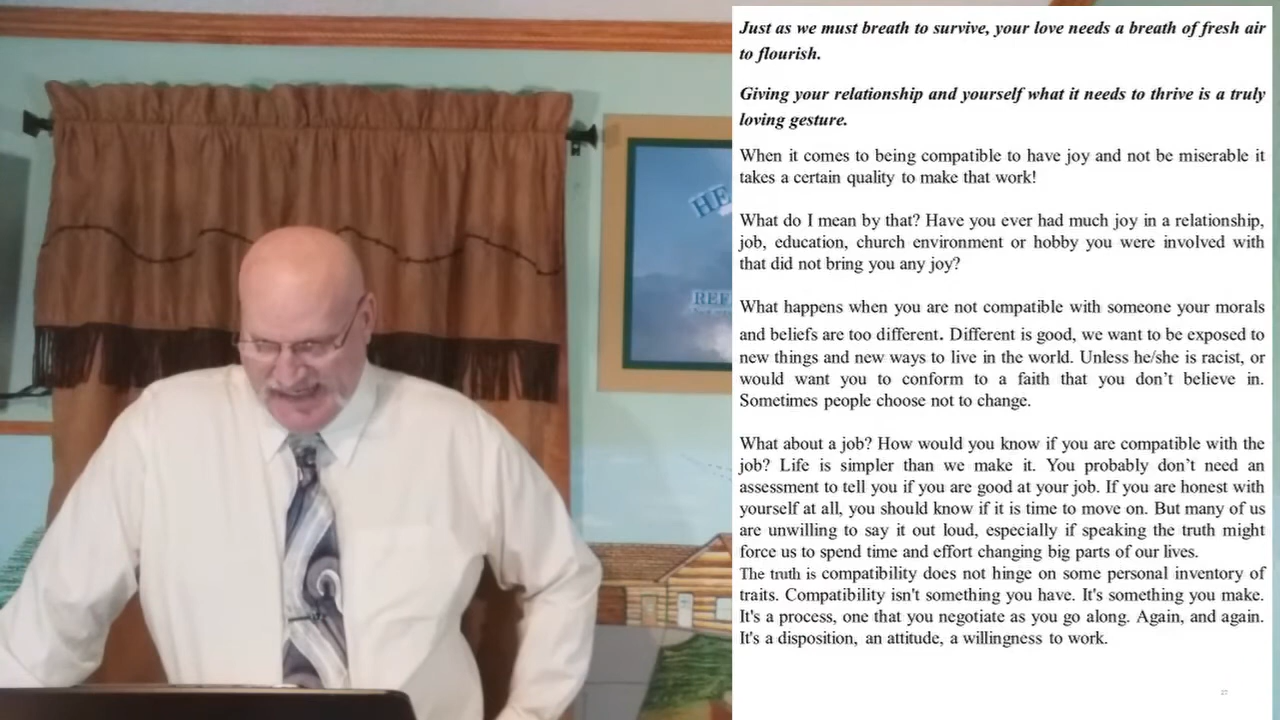 HE
REF
Just as we must breath to survive, your love needs a breath of fresh air
to flourish.
Giving your relationship and yourself what it needs to thrive is a truly
loving gesture.
When it comes to being compatible to have joy and not be miserable it
takes a certain quality to make that work!
What do I mean by that? Have you ever had much joy in a relationship,
job, education, church environment or hobby you were involved with
that did not bring you any joy?
What happens when you are not compatible with someone your morals
and beliefs are too different. Different is good, we want to be exposed to
new things and new ways to live in the world. Unless he/she is racist, or
would want you to conform to a faith that you don’t believe in.
Sometimes people choose not to change.
What about a job? How would you know if you are compatible with the
job? Life is simpler than we make it. You probably don’t need an
assessment to tell you if you are good at your job. If you are honest with
yourself at all, you should know if it is time to move on. But many of us
are unwilling to say it out loud, especially if speaking the truth might
force us to spend time and effort changing big parts of our lives.
The truth is compatibility does not hinge on some personal inventory of
traits. Compatibility isn't something you have. It's something you make.
It's a process, one that you negotiate as you go along. Again, and again.
It's a disposition, an attitude, a willingness to work.
27